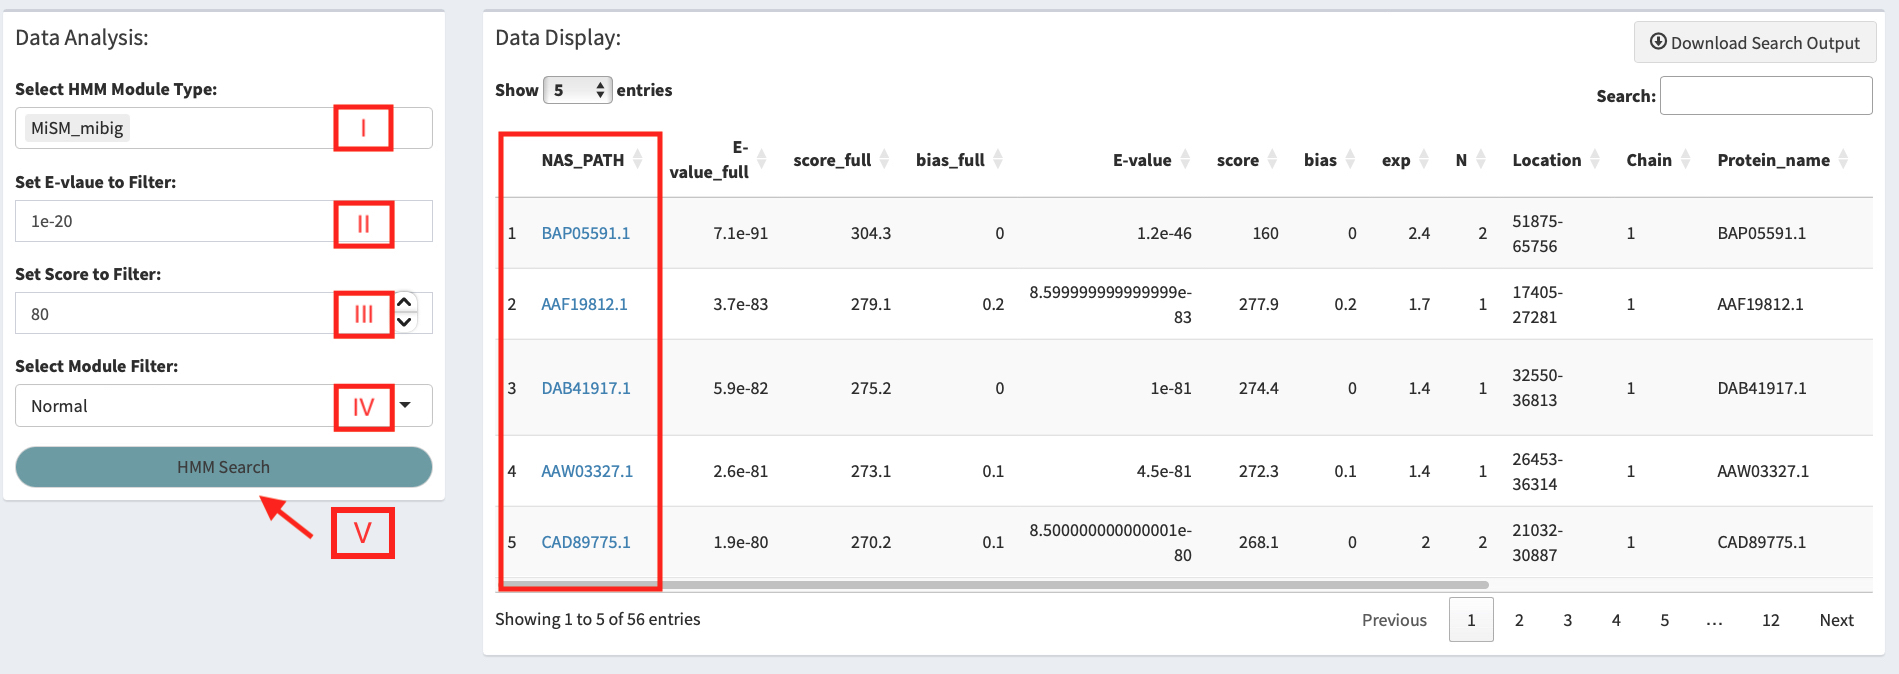 Data Analysis:
Select HMM Module Type:
MiSM_mibig
I
Set E-vlaue to Filter:
1e-20
II
Set Score to Filter:
80
III
Select Module Filter:
Normal
IV
HMM Search
V
Data Display:
Download Search Output
Show 5 entries
Search:
NAS_PATH E-value_full score_full bias_full E-value score bias exp N Location Chain Protein_name
1 BAP05591.1 7.1e-91 304.3 0 1.2e-46 160 0 2.4 2 51875-65756 1 BAP05591.1
2 AAF19812.1 3.7e-83 279.1 0.2 8.599999999999999e-83 277.9 0.2 1.7 1 17405-27281 1 AAF19812.1
3 DAB41917.1 5.9e-82 275.2 0 1e-81 274.4 0 1.4 1 32550-36813 1 DAB41917.1
4 AAW03327.1 2.6e-81 273.1 0.1 4.5e-81 272.3 0.1 1.4 1 26453-36314 1 AAW03327.1
5 CAD89775.1 1.9e-80 270.2 0.1 8.500000000000001e-80 268.1 0 2 2 21032-30887 1 CAD89775.1
Showing 1 to 5 of 56 entries
Previous 1 2 3 4 5 ... 12 Next